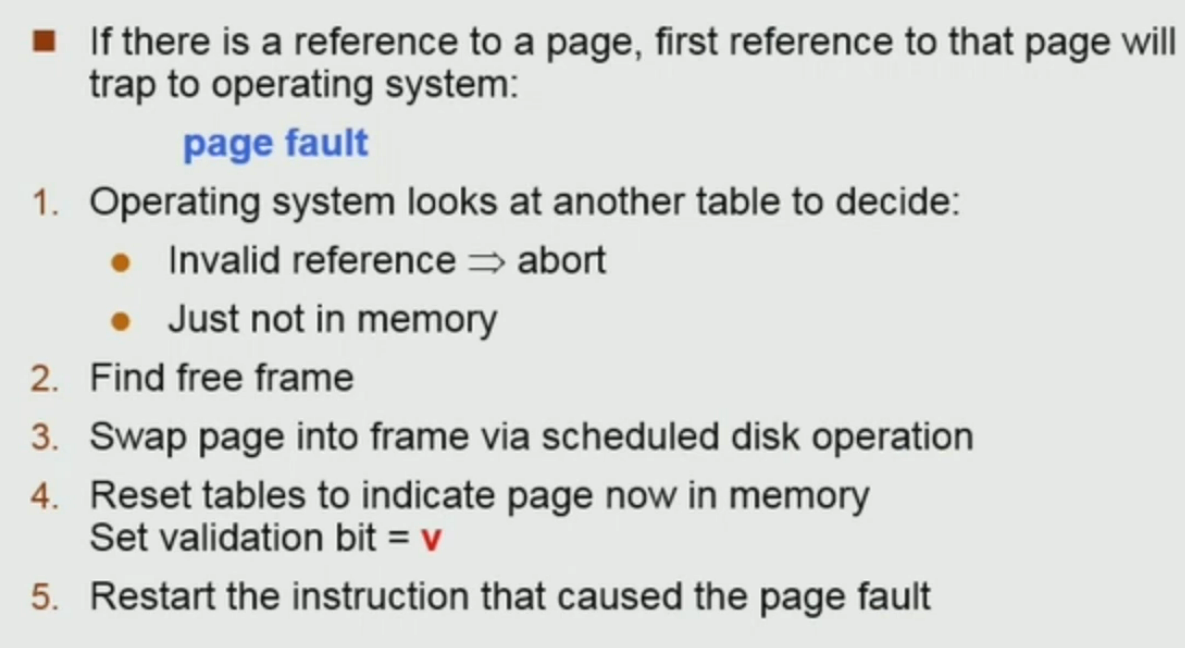 ■ If there is a reference to a page, first reference to that page will
trap to operating system:
page fault
1. Operating system looks at another table to decide:
● Invalid reference ⇒ abort
● Just not in memory
2. Find free frame
3. Swap page into frame via scheduled disk operation
4. Reset tables to indicate page now in memory
Set validation bit = v
5. Restart the instruction that caused the page fault